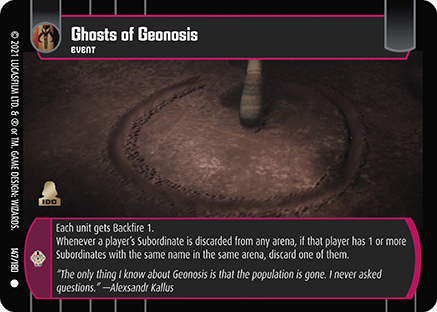 Ghosts of Geonosis
EVENT
IDC
Each unit gets Backfire 1.
Whenever a player's Subordinate is discarded from any arena, if that player has 1 or more
Subordinates with the same name in the same arena, discard one of them.
"The only thing I know about Geonosis is that the population is gone. I never asked
questions." —Alexsandr Kallus
© 2021 LUCASFILM LTD. & ® or TM. GAME DESIGN: WIZARDS.
147/180